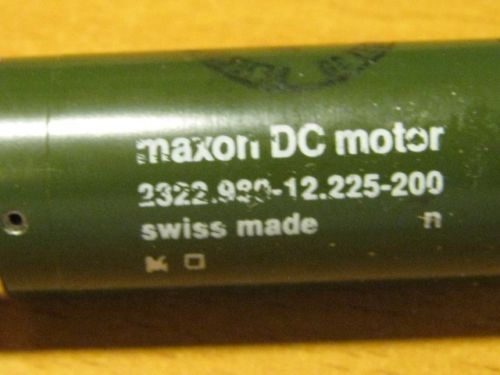 maxon DC motor
2322.980-12.225-200
swiss made n